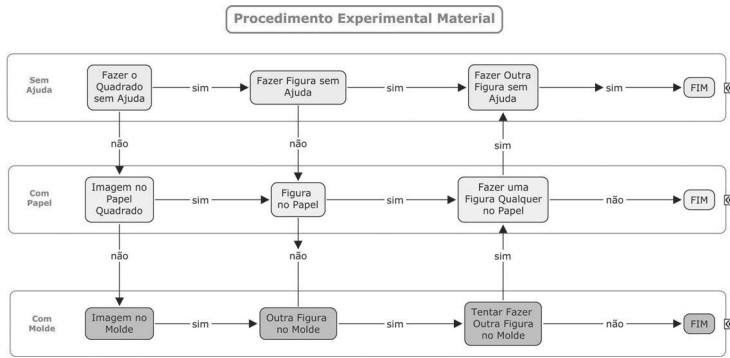 Procedimento Experimental Material
Sem
Ajuda
Fazer o
Quadrado
sem Ajuda
sim
Fazer Figura sem
Ajuda
sim
Fazer Outra
Figura sem
Ajuda
sim
FIM
não
não
sim
Com
Papel
Imagem no
Papel
Quadrado
sim
Figura
no Papel
sim
Fazer uma
Figura Qualquer
no Papel
não
FIM
não
não
sim
Com
Molde
Imagem no
Molde
sim
Outra Figura
no Molde
sim
Tentar Fazer
Outra Figura
no Molde
não
FIM